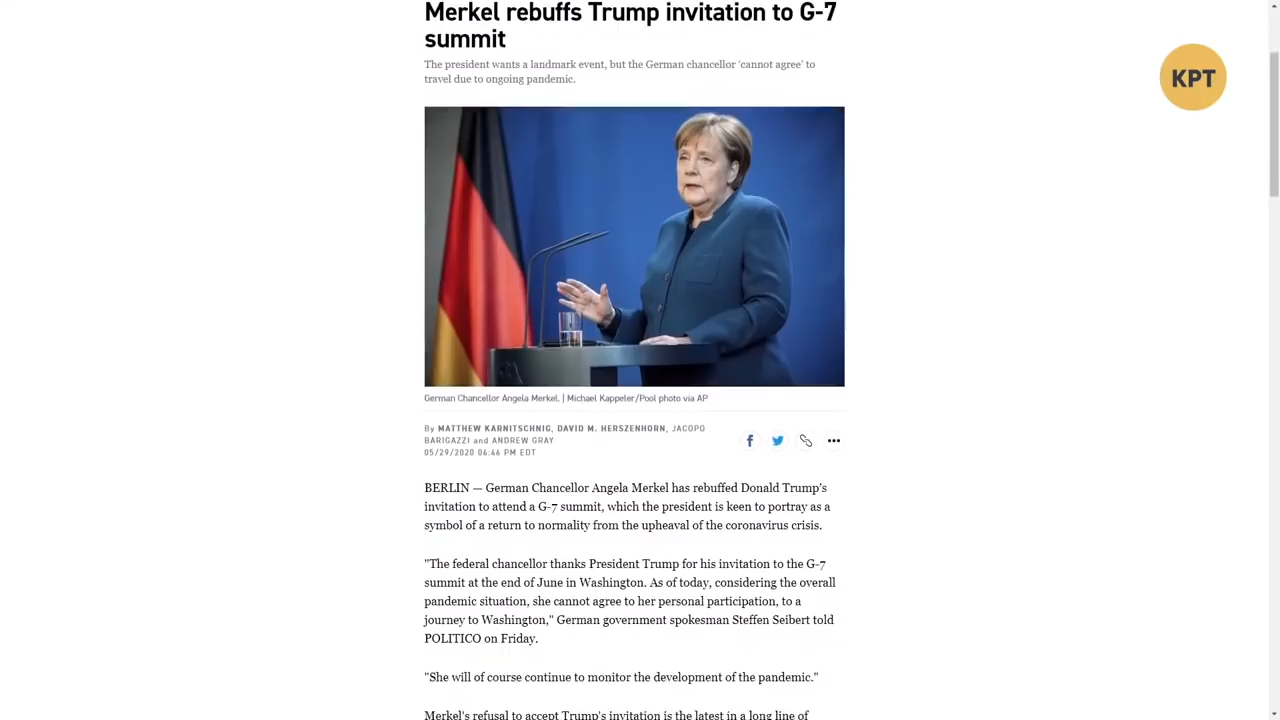 Merkel rebuffs Trump invitation to G-7
summit
The president wants a landmark event, but the German chancellor 'cannot agree' to
travel due to ongoing pandemic.
KPT
German Chancellor Angela Merkel. | Michael Kappeler/Pool photo via AP
By MATTHEW KARNITSCHNIG, DAVID M. HERSZENHORN, JACOPO
BARIGAZZI and ANDREW GRAY
05/29/2020 06:46 PM EDT
BERLIN — German Chancellor Angela Merkel has rebuffed Donald Trump's
invitation to attend a G-7 summit, which the president is keen to portray as a
symbol of a return to normality from the upheaval of the coronavirus crisis.
"The federal chancellor thanks President Trump for his invitation to the G-7
summit at the end of June in Washington. As of today, considering the overall
pandemic situation, she cannot agree to her personal participation, to a
journey to Washington," German government spokesman Steffen Seibert told
POLITICO on Friday.
"She will of course continue to monitor the development of the pandemic."
Merkel's refusal to accept Trump's invitation is the latest in a long line of